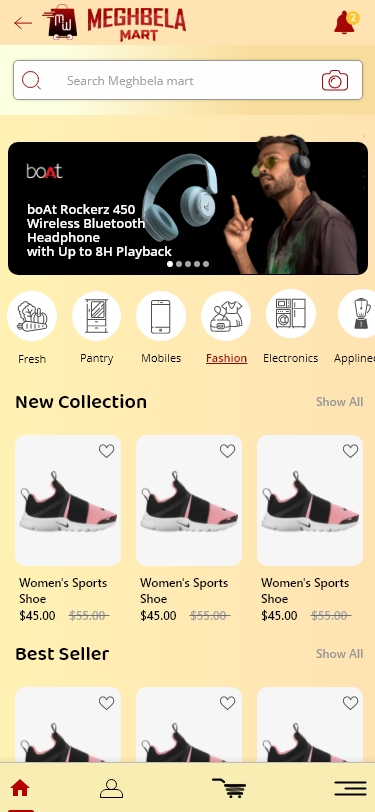 MW
MEGHBELA
MART
2
Search Meghbela mart
boAt
boAt Rockerz 450
Wireless Bluetooth
Headphone
with Up to 8H Playback
Fresh
Pantry
Mobiles
Fashion
Electronics
New Collection
Show All
Women's Sports
Shoe
$45.00 $55.00
Women's Sports
Shoe
$45.00 $55.00
Women's Sports
Shoe
$45.00 $55.00
Best Seller
Show All